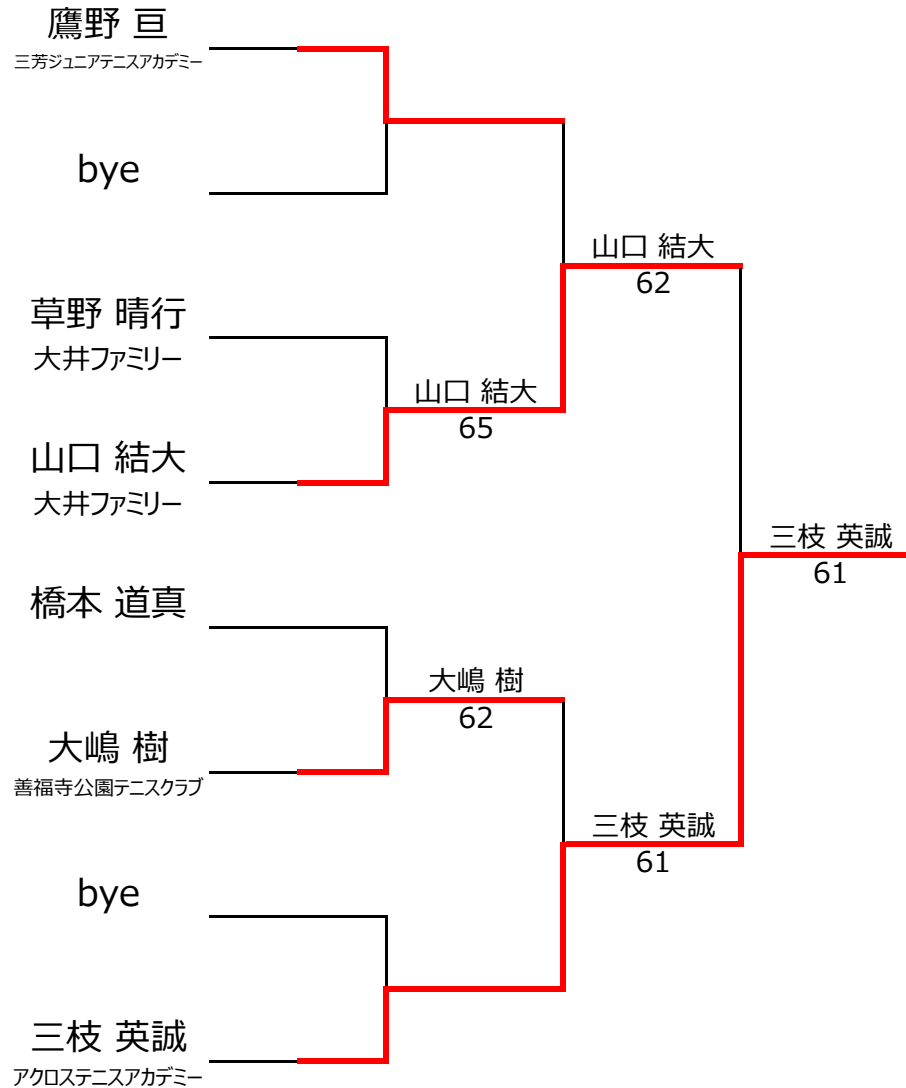 鷹野 亘
三芳ジュニアテニスアカデミー
bye
山口 結大
62
草野 晴行
大井ファミリー
山口 結大
65
山口 結大
大井ファミリー
三枝 英誠
61
橋本 道真
大嶋 樹
62
大嶋 樹
善福寺公園テニスクラブ
三枝 英誠
61
bye
三枝 英誠
アクロステニスアカデミー